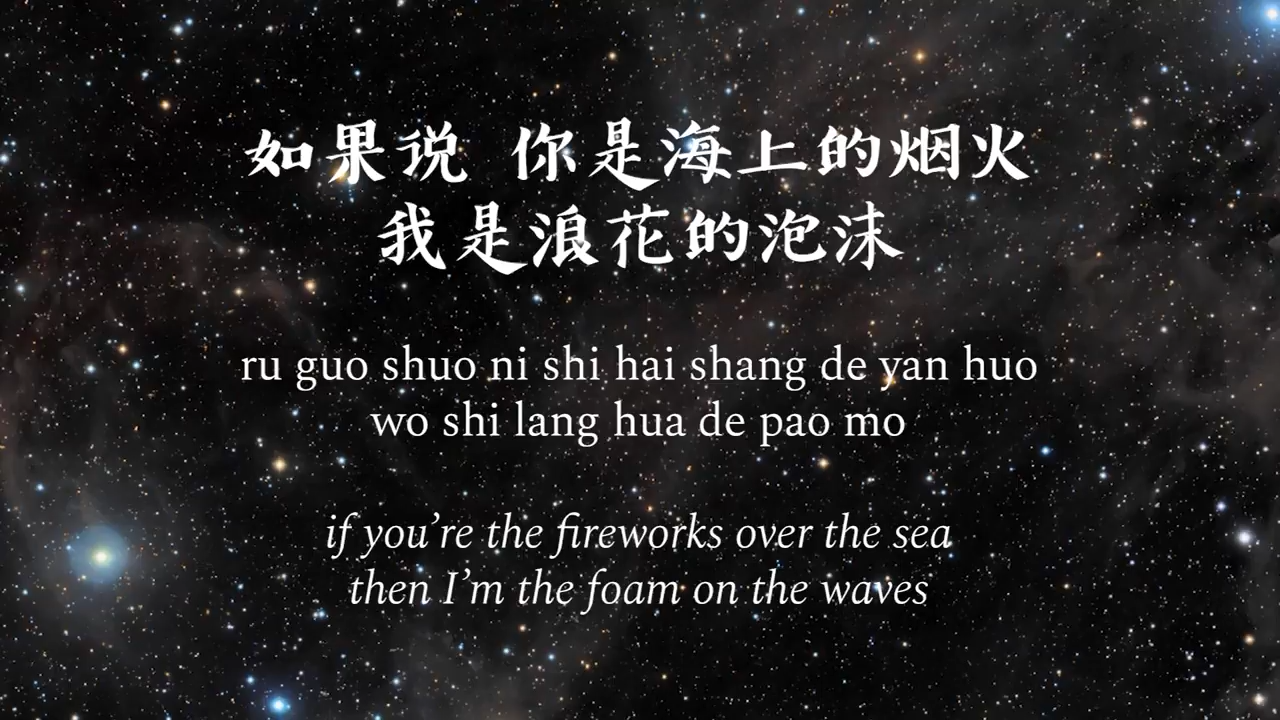 如果说 你是海上的烟火
我是浪花的泡沫
ru guo shuo ni shi hai shang de yan huo
wo shi lang hua de pao mo
if you’re the fireworks over the sea
then I’m the foam on the waves